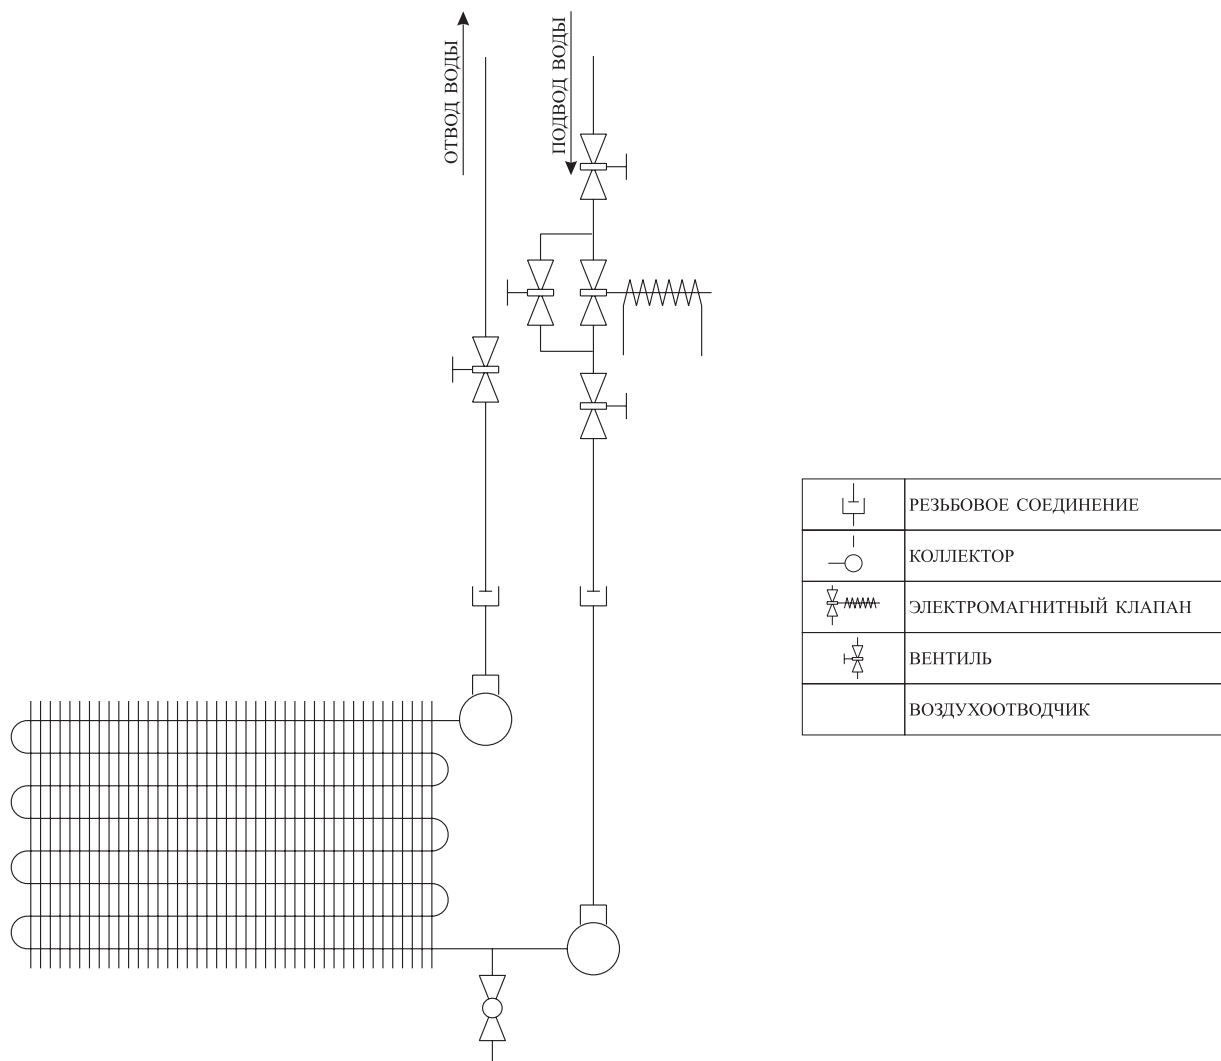 ОТВОД ВОДЫ
ПОДВОД ВОДЫ
РЕЗЬБОВОЕ СОЕДИНЕНИЕ
КОЛЛЕКТОР
ЭЛЕКТРОМАГНИТНЫЙ КЛАПАН
ВЕНТИЛЬ
ВОЗДУХООТВОДЧИК